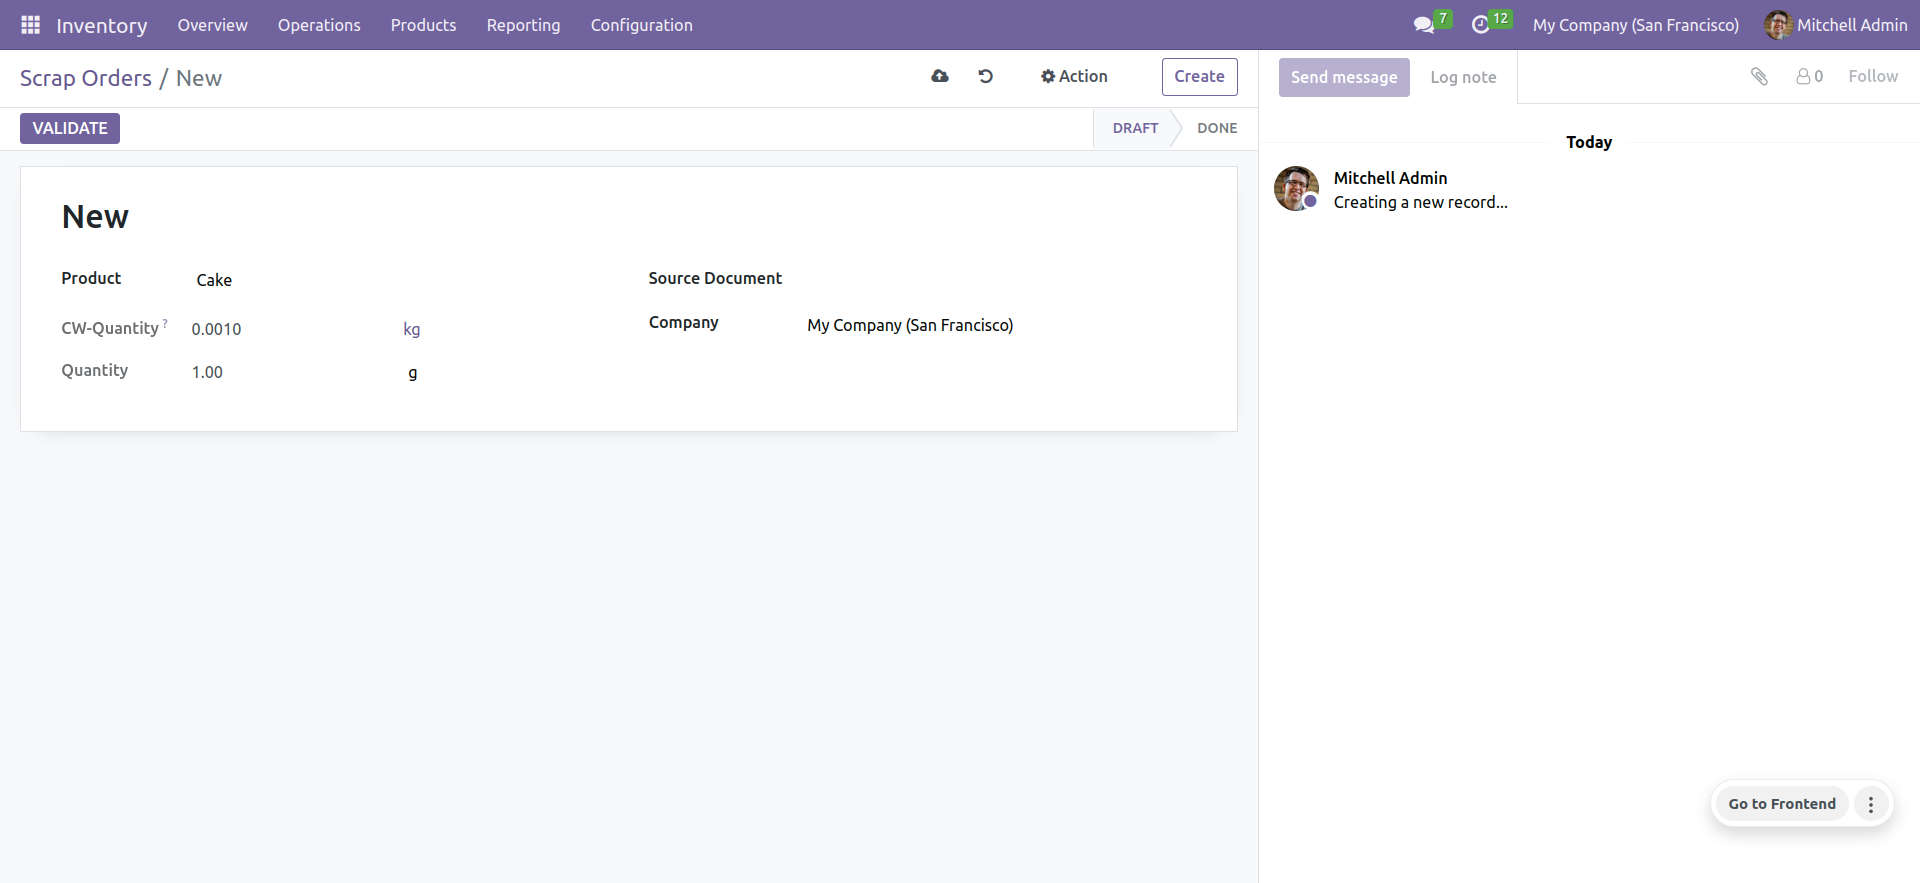 Inventory Overview Operations Products Reporting Configuration 7 12 My Company (San Francisco) Mitchell Admin
Scrap Orders / New Action Create
VALIDATE DRAFT DONE
New
Product Cake
CW-Quantity ? 0.0010 kg
Quantity 1.00 g
Source Document
Company My Company (San Francisco)
Send message Log note 0 Follow
Today
Mitchell Admin
Creating a new record...
Go to Frontend